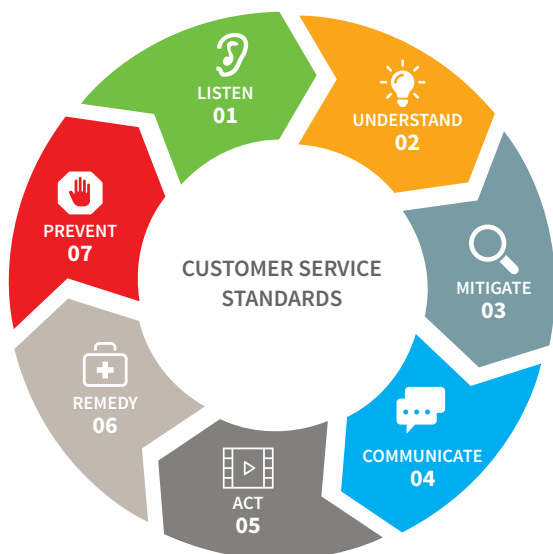 LISTEN
01
UNDERSTAND
02
MITIGATE
03
COMMUNICATE
04
ACT
05
REMEDY
06
PREVENT
07
CUSTOMER SERVICE
STANDARDS